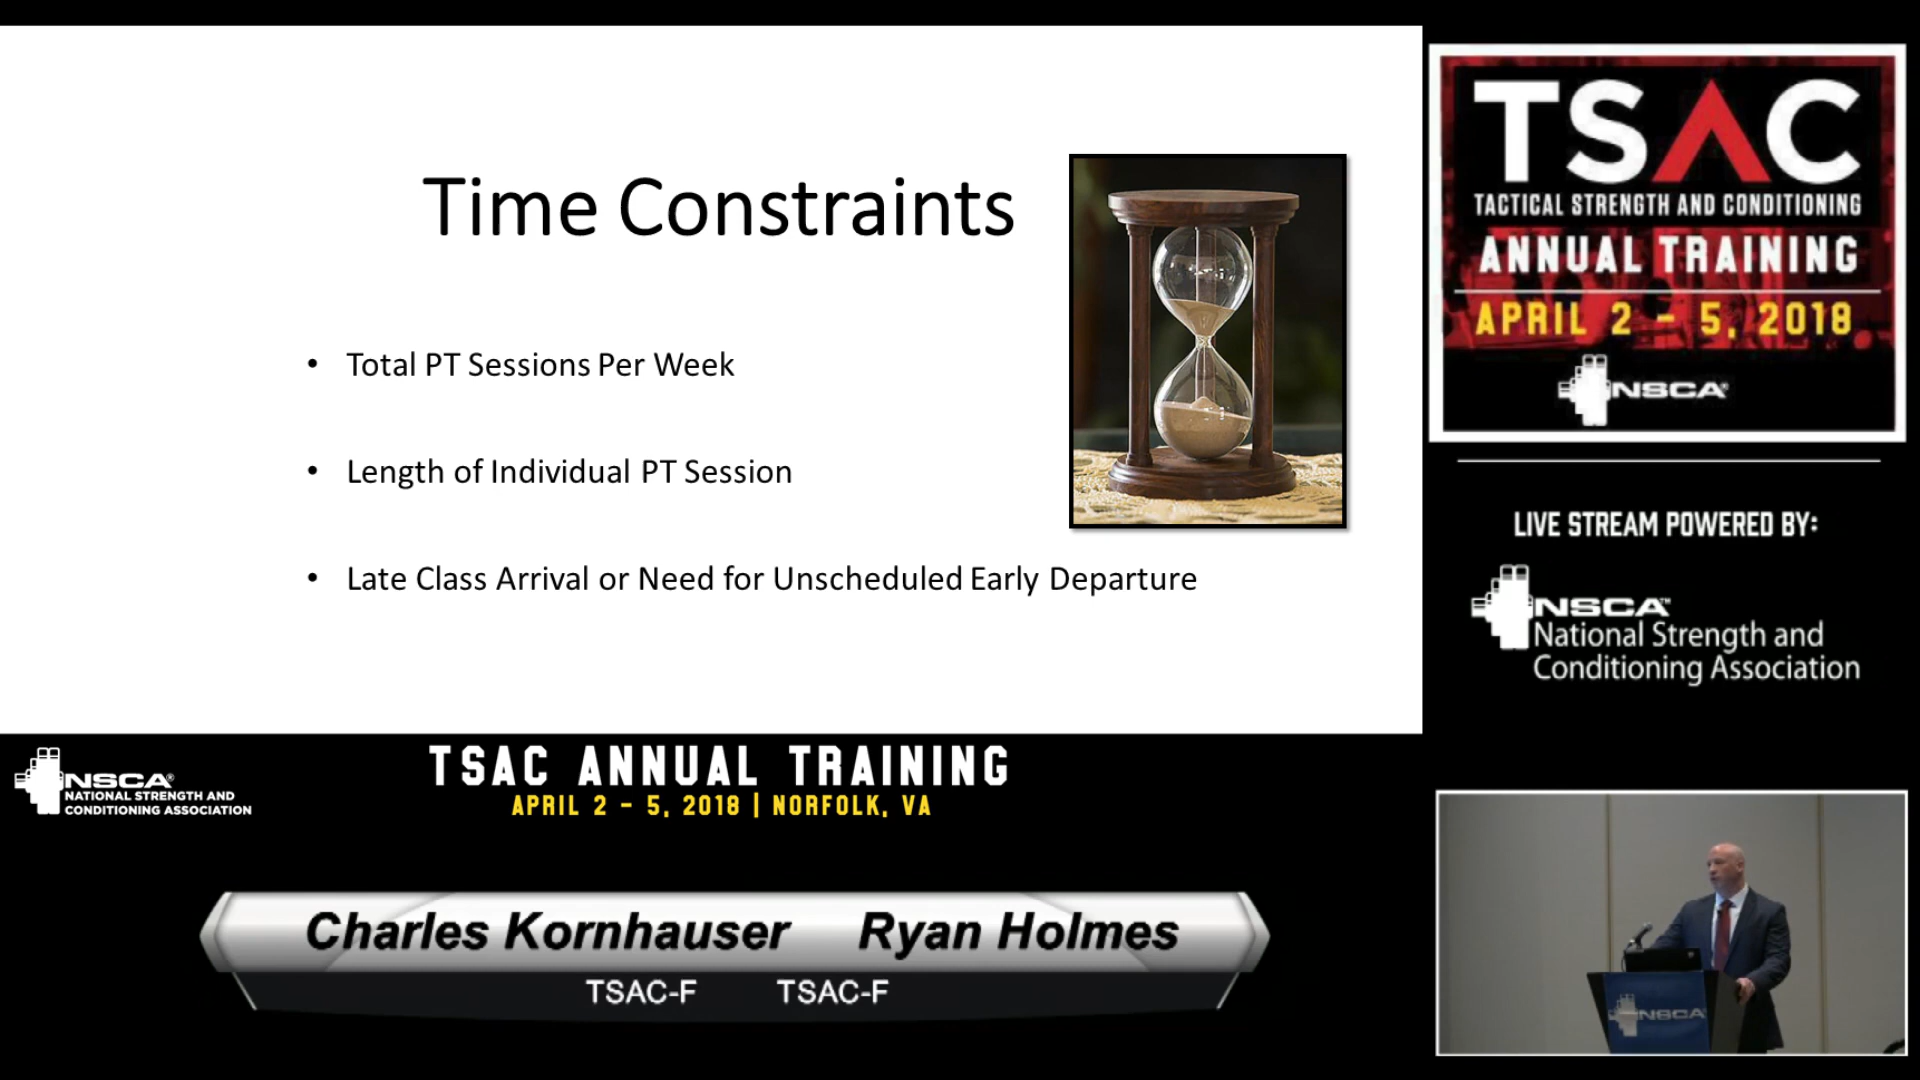 Time Constraints
• Total PT Sessions Per Week
• Length of Individual PT Session
• Late Class Arrival or Need for Unscheduled Early Departure
TSAC
TACTICAL STRENGTH AND CONDITIONING
ANNUAL TRAINING
APRIL 2 - 5, 2018
NSCA®
LIVE STREAM POWERED BY:
NSCA™
National Strength and
Conditioning Association
NSCA®
NATIONAL STRENGTH AND
CONDITIONING ASSOCIATION
TSAC ANNUAL TRAINING
APRIL 2 - 5, 2018 | NORFOLK, VA
Charles Kornhauser Ryan Holmes
TSAC-F TSAC-F
NSCA